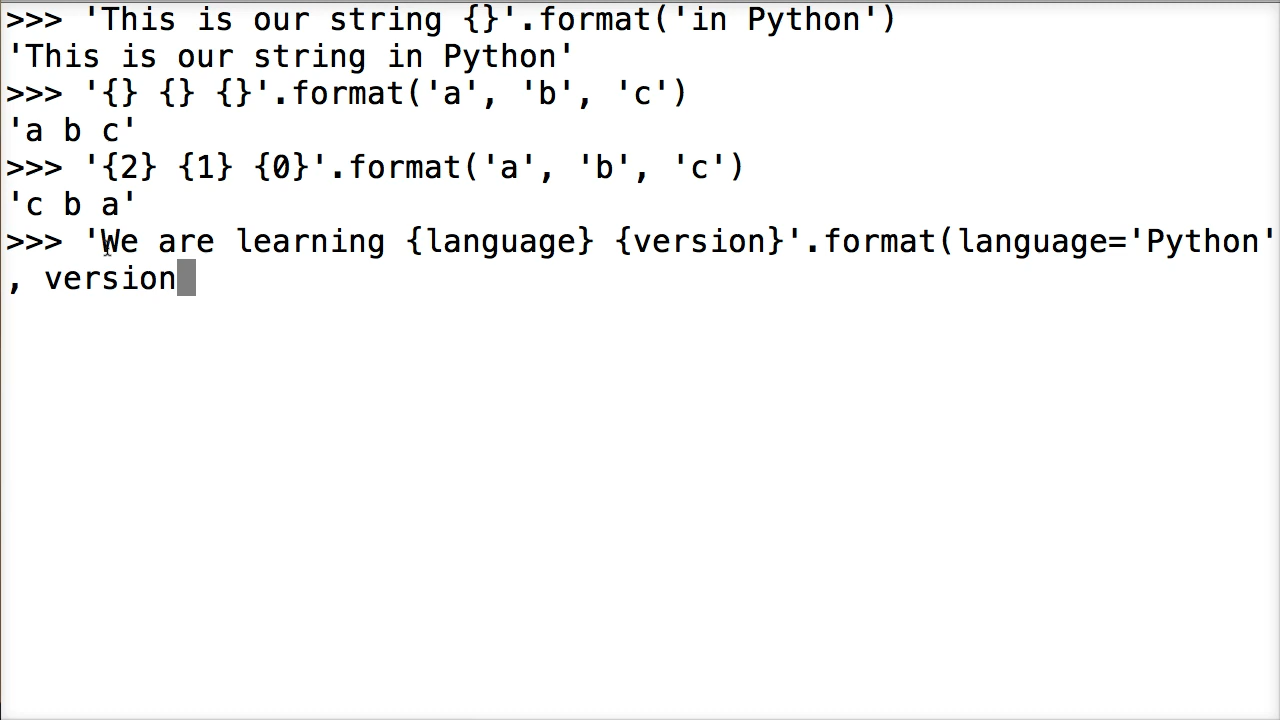 >>> 'This is our string {}'.format('in Python')
'This is our string in Python'
>>> '{} {} {}'.format('a', 'b', 'c')
'a b c'
>>> '{2} {1} {0}'.format('a', 'b', 'c')
'c b a'
>>> 'We are learning {language} {version}'.format(language='Python'
, version